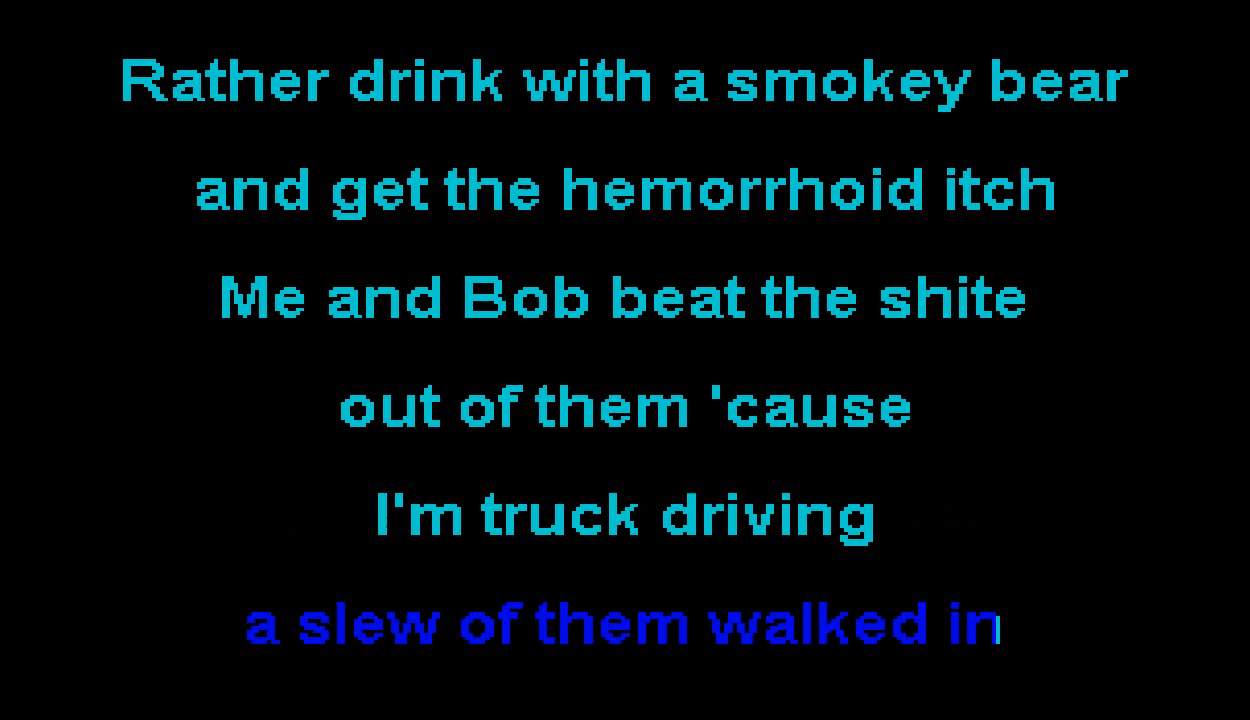 Rather drink with a smokey bear
and get the hemorrhoid itch
Me and Bob beat the shite
out of them 'cause
I'm truck driving
a slew of them walked in